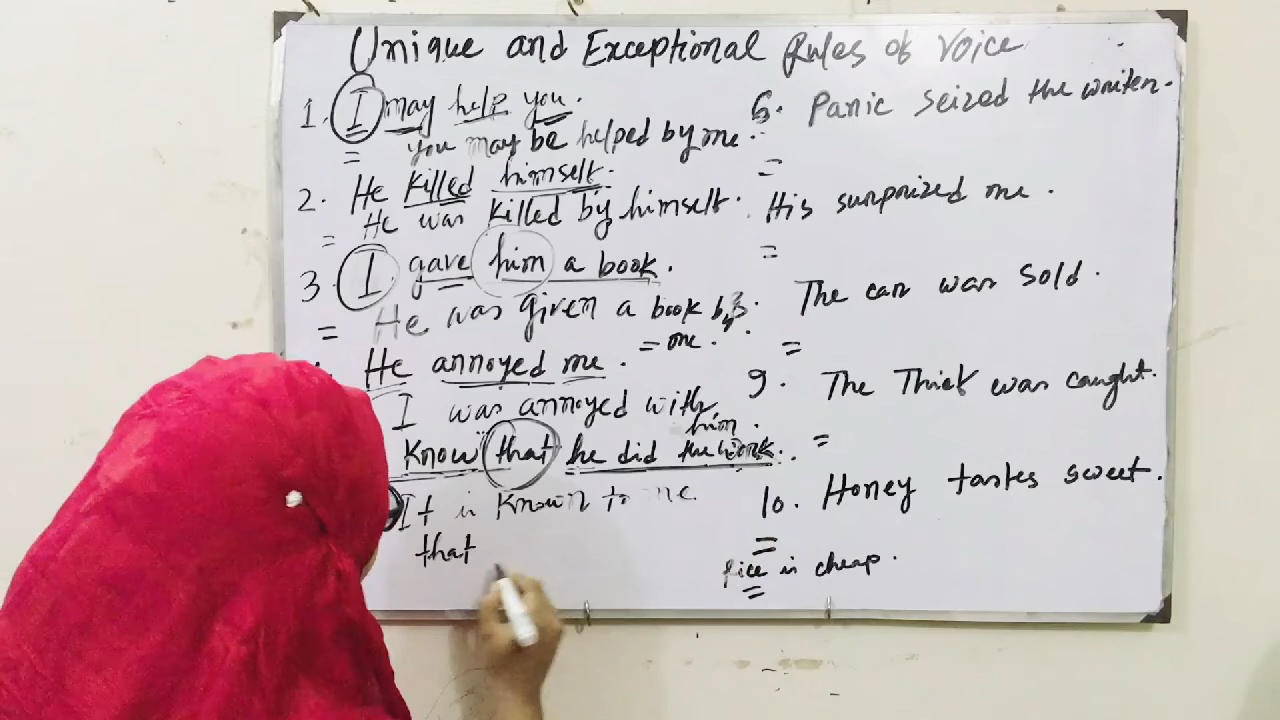 Unique and Exceptional Rules of Voice
1. I may help you.
= you may be helped by me.
2. He killed himself.
= He was killed by himself.
3. I gave him a book.
= He was given a book by
= me.
He annoyed me.
I was annoyed with
him.
Know that he did the work.
It is known to me
that
6. Panic seized the writer.
=
His surprized me.
=
The car was sold.
=
9. The Thief was caught.
=
10. Honey tastes sweet.
=
Rice is cheap.
=